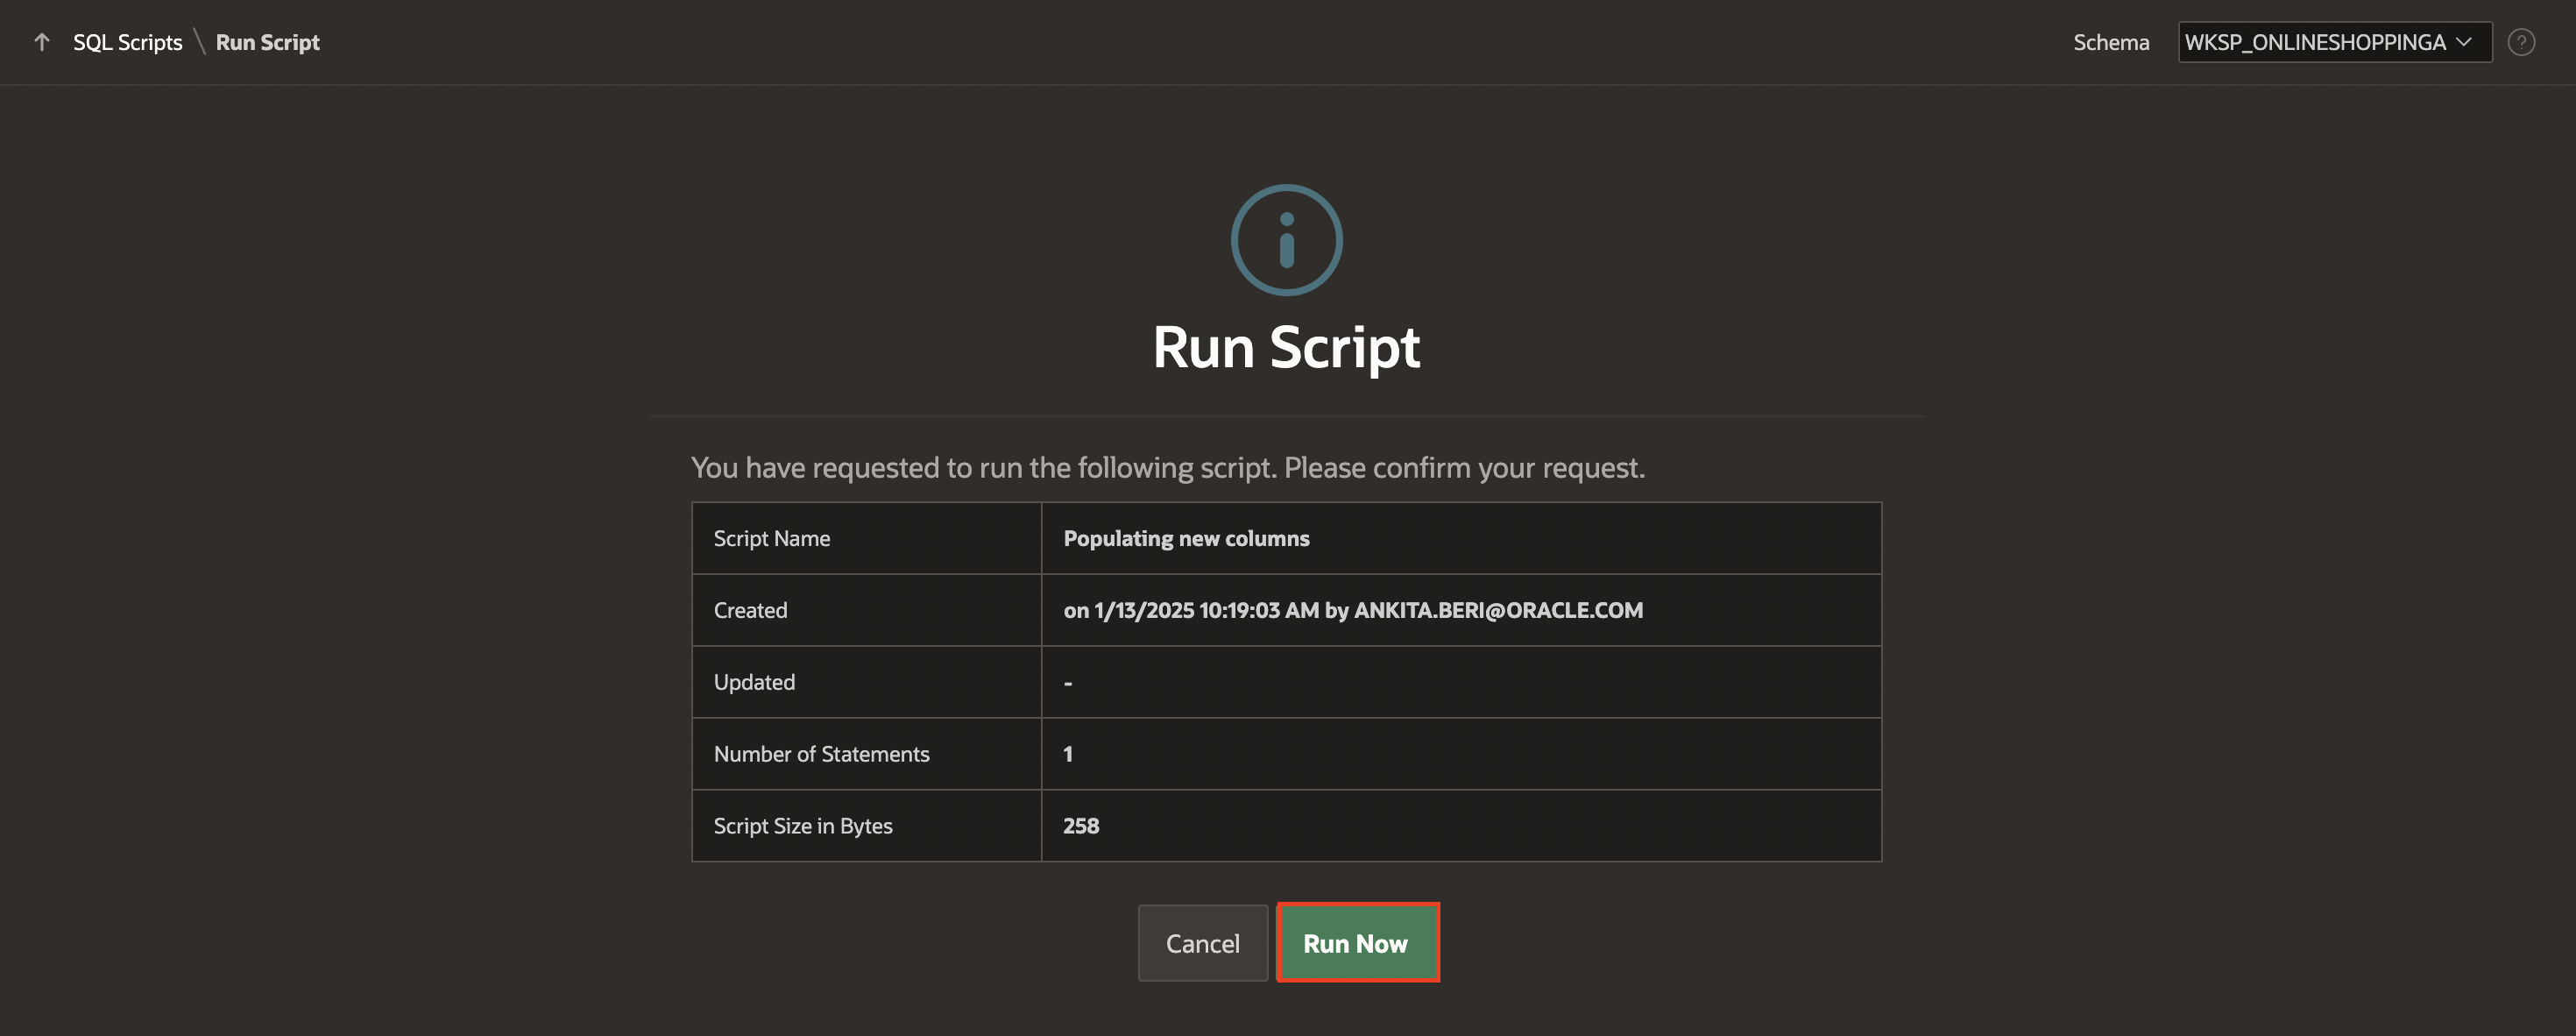 SQL Scripts \ Run Script
Schema WKSP_ONLINESHOPPINGA ?
Run Script
You have requested to run the following script. Please confirm your request.
Script Name Populating new columns
Created on 1/13/2025 10:19:03 AM by ANKITA.BERI@ORACLE.COM
Updated -
Number of Statements 1
Script Size in Bytes 258
Cancel Run Now